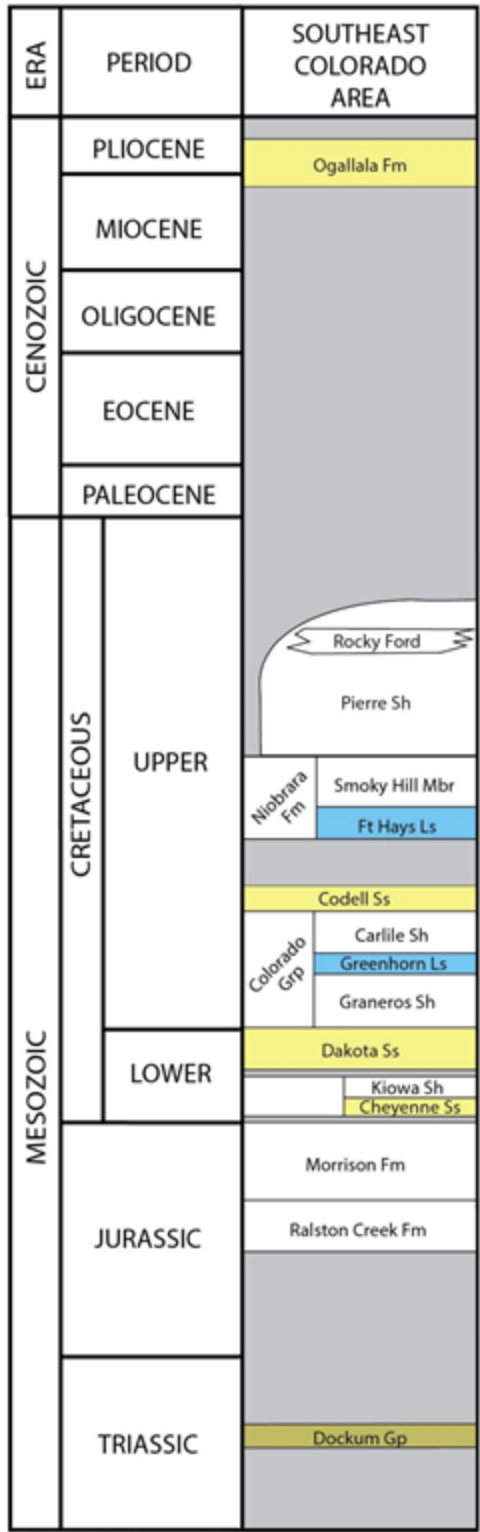 ERA
PERIOD
SOUTHEAST
COLORADO
AREA
CENOZOIC
PLIOCENE
Ogallala Fm
MIOCENE
OLIGOCENE
EOCENE
PALEOCENE
MESOZOIC
CRETACEOUS
UPPER
Rocky Ford
Pierre Sh
Niobrara
Fm
Smoky Hill Mbr
Ft Hays Ls
Codell Ss
Colorado
Grp
Carlile Sh
Greenhorn Ls
Graneros Sh
LOWER
Dakota Ss
Kiowa Sh
Cheyenne Ss
JURASSIC
Morrison Fm
Ralston Creek Fm
TRIASSIC
Dockum Gp